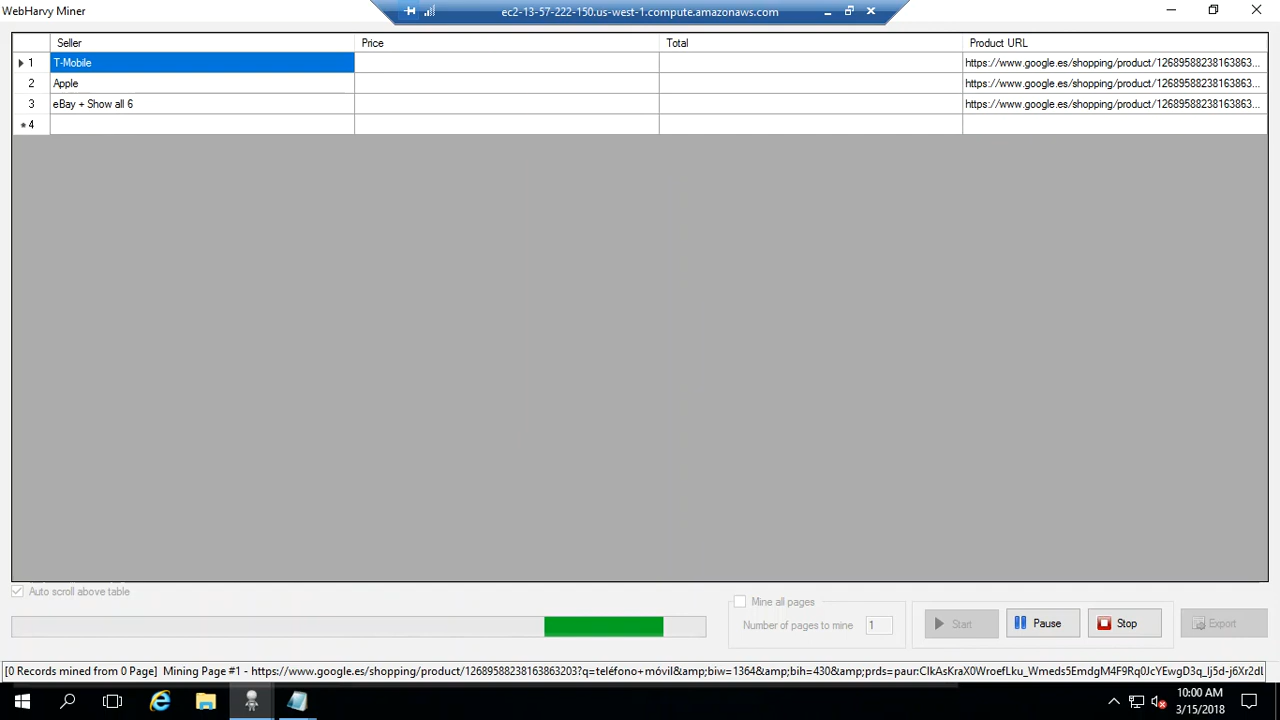 WebHarvy Miner
ec2-13-57-222-150.us-west-1.compute.amazonaws.com
Seller Price Total Product URL
1 T-Mobile https://www.google.es/shopping/product/12689588238163863...
2 Apple https://www.google.es/shopping/product/12689588238163863...
3 eBay + Show all 6 https://www.google.es/shopping/product/12689588238163863...
* 4
Auto scroll above table
Mine all pages
Number of pages to mine 1
Start Pause Stop Export
[0 Records mined from 0 Page] Mining Page #1 - https://www.google.es/shopping/product/12689588238163863203?q=teléfono+móvil&amp;biw=1364&amp;bih=430&amp;prds=paur:ClkAsKraX0WroefLku_Wmeds5EmdgM4F9Rq0JcYEwgD3q_Ij5d-j6Xr2dl
10:00 AM
3/15/2018